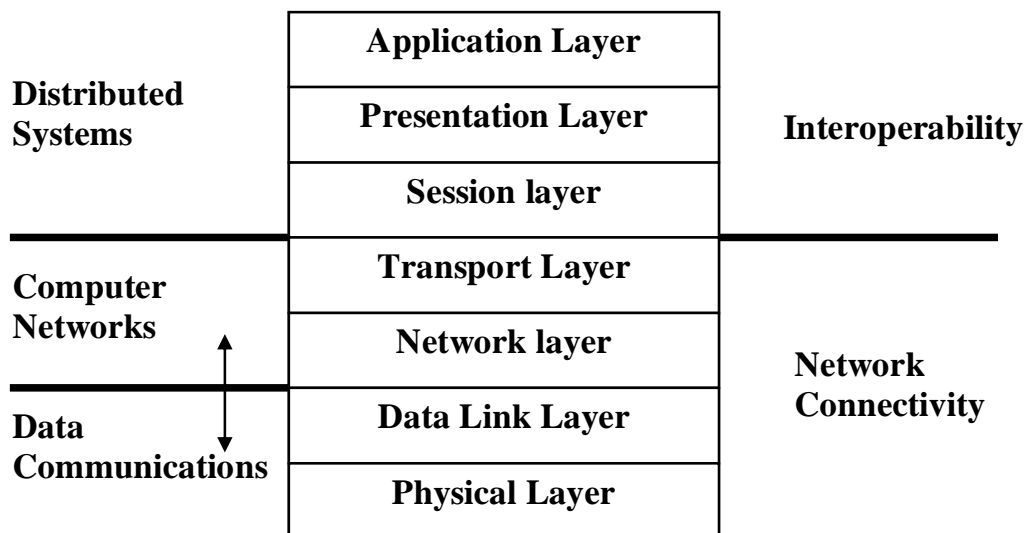 Application Layer
Distributed
Systems
Presentation Layer
Interoperability
Session layer
Transport Layer
Computer
Networks
Network layer
Network
Connectivity
Data Link Layer
Data
Communications
Physical Layer